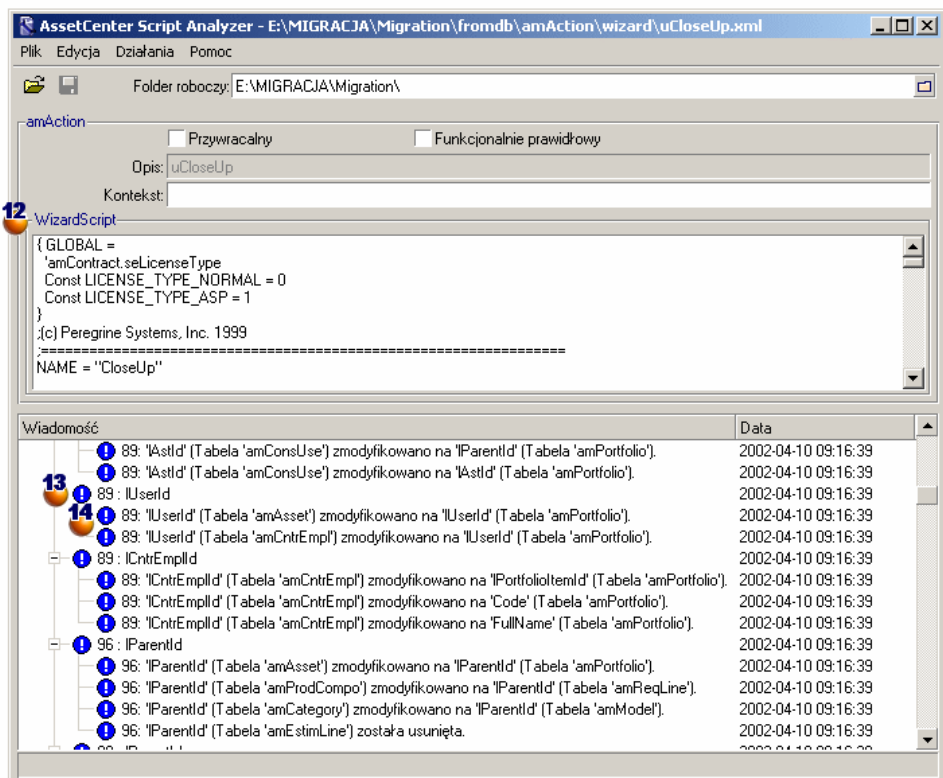 AssetCenter Script Analyzer - E:\MIGRACJA\Migration\fromdb\amAction\wizard\uCloseUp.xml
Plik Edycja Działania Pomoc
Folder roboczy: E:\MIGRACJA\Migration\
amAction
Przywracalny Funkcjonalnie prawidłowy
Opis: uCloseUp
Kontekst:
12
WizardScript
{ GLOBAL =
'amContract.seLicenseType
Const LICENSE_TYPE_NORMAL = 0
Const LICENSE_TYPE_ASP = 1
}
;(c) Peregrine Systems, Inc. 1999
;=================================================================
NAME = "CloseUp"
Wiadomość Data
89: 'lAstId' (Tabela 'amConsUse') zmodyfikowano na 'lParentId' (Tabela 'amPortfolio'). 2002-04-10 09:16:39
89: 'lAstId' (Tabela 'amConsUse') zmodyfikowano na 'lAstId' (Tabela 'amPortfolio'). 2002-04-10 09:16:39
13 89 : lUserId 2002-04-10 09:16:39
14 89: 'lUserId' (Tabela 'amAsset') zmodyfikowano na 'lUserId' (Tabela 'amPortfolio'). 2002-04-10 09:16:39
89: 'lUserId' (Tabela 'amCntrEmpl') zmodyfikowano na 'lUserId' (Tabela 'amPortfolio'). 2002-04-10 09:16:39
89 : lCntrEmplId 2002-04-10 09:16:39
89: 'lCntrEmplId' (Tabela 'amCntrEmpl') zmodyfikowano na 'lPortfolioItemId' (Tabela 'amPortfolio'). 2002-04-10 09:16:39
89: 'lCntrEmplId' (Tabela 'amCntrEmpl') zmodyfikowano na 'Code' (Tabela 'amPortfolio'). 2002-04-10 09:16:39
89: 'lCntrEmplId' (Tabela 'amCntrEmpl') zmodyfikowano na 'FullName' (Tabela 'amPortfolio'). 2002-04-10 09:16:39
96 : lParentId 2002-04-10 09:16:39
96: 'lParentId' (Tabela 'amAsset') zmodyfikowano na 'lParentId' (Tabela 'amPortfolio'). 2002-04-10 09:16:39
96: 'lParentId' (Tabela 'amProdCompo') zmodyfikowano na 'lParentId' (Tabela 'amReqLine'). 2002-04-10 09:16:39
96: 'lParentId' (Tabela 'amCategory') zmodyfikowano na 'lParentId' (Tabela 'amModel'). 2002-04-10 09:16:39
96: 'lParentId' (Tabela 'amEstimLine') została usunięta. 2002-04-10 09:16:39